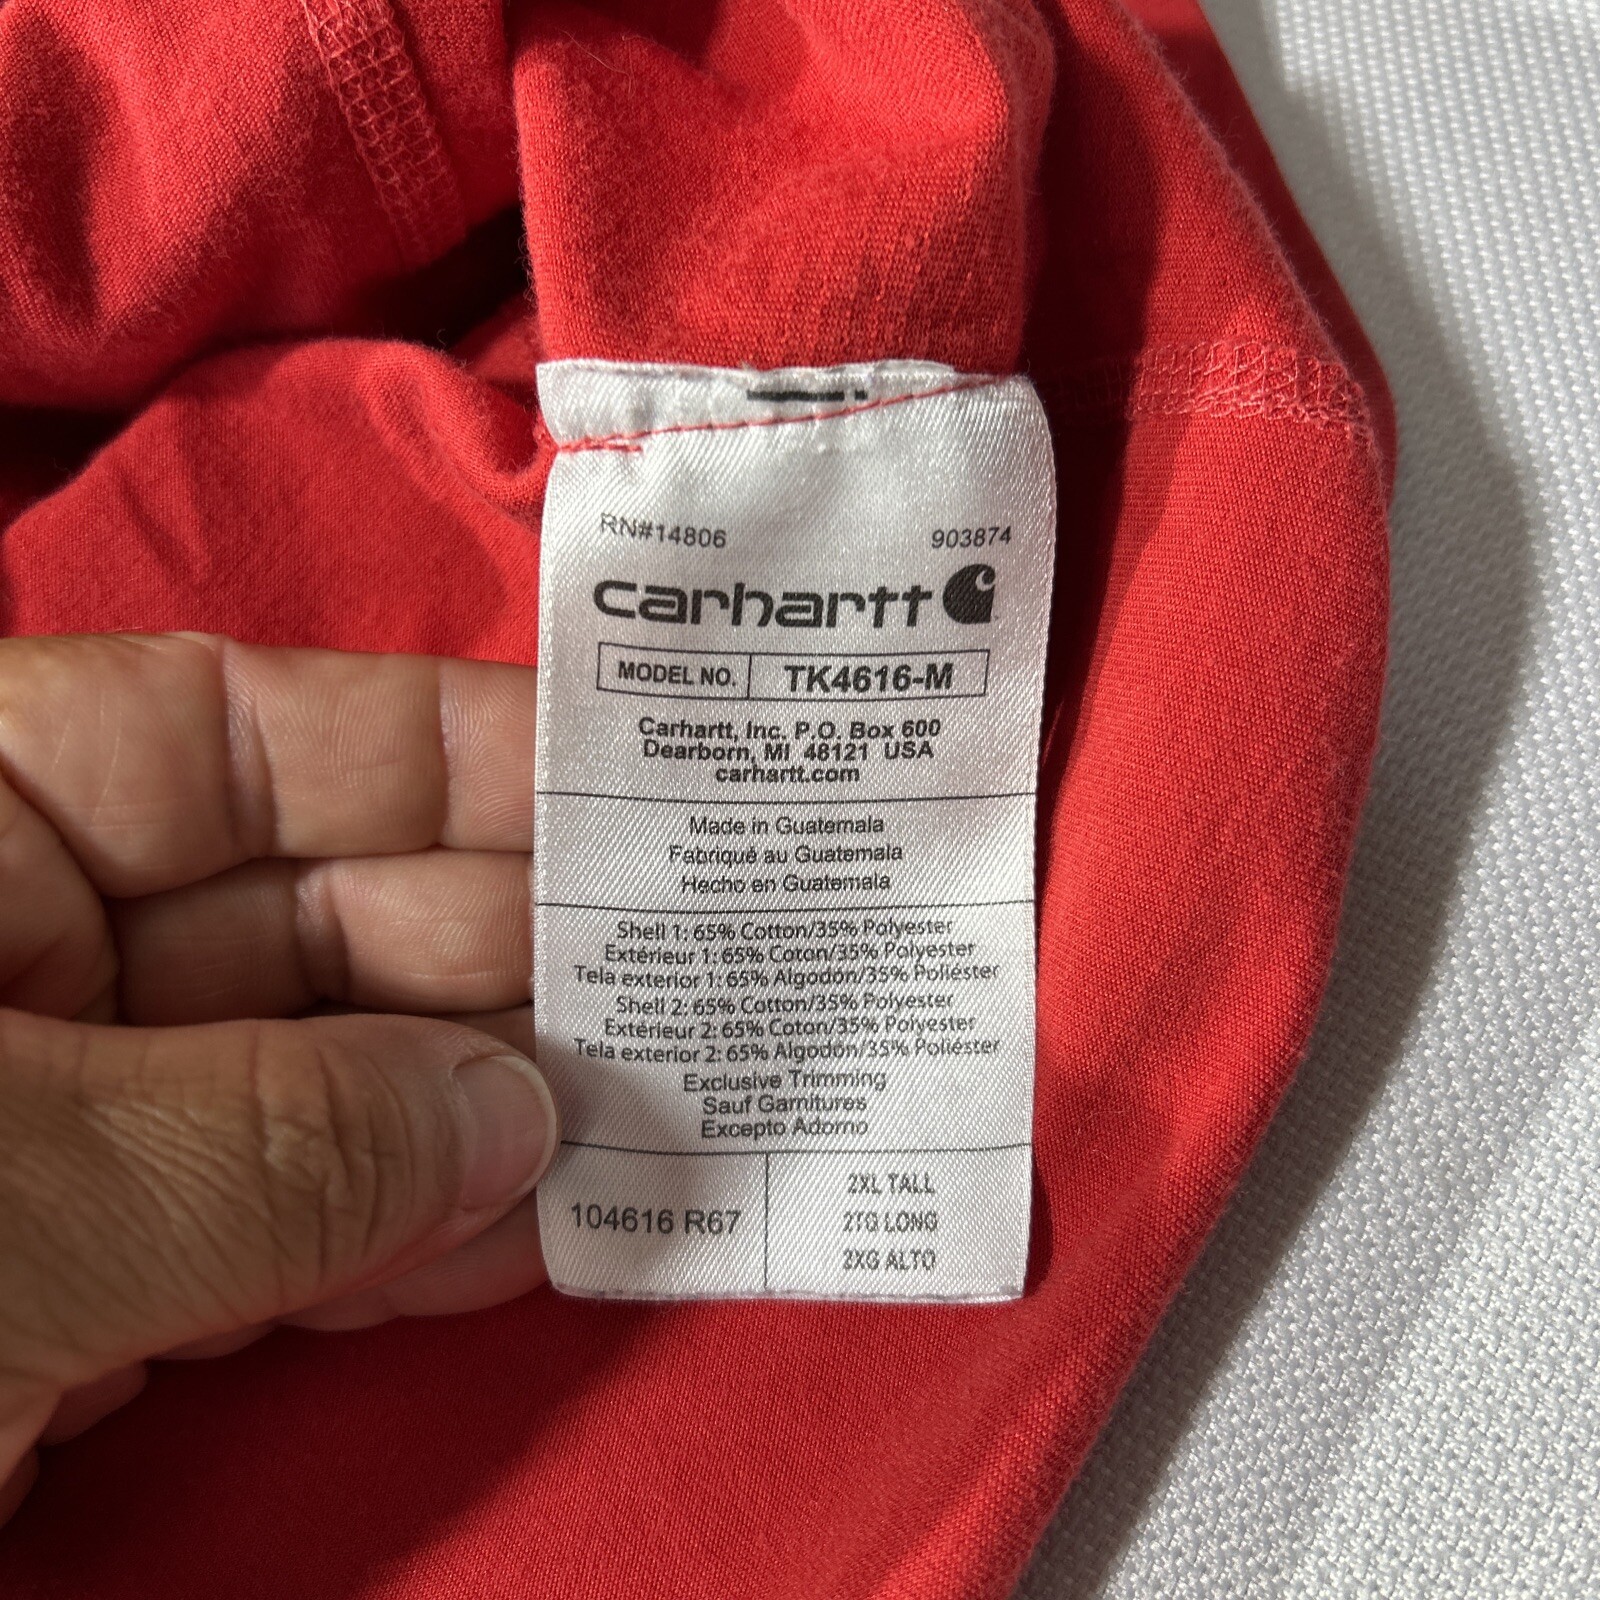 RN#14806 903874
carhartt
MODEL NO. TK4616-M
Carhartt, Inc. P.O. Box 600
Dearborn, MI 48121 USA
carhartt.com
Made in Guatemala
Fabriqué au Guatemala
Hecho en Guatemala
Shell 1: 65% Cotton/35% Polyester
Extérieur 1: 65% Coton/35% Polyester
Tela exterior 1: 65% Algodón/35% Poliéster
Shell 2: 65% Cotton/35% Polyester
Extérieur 2: 65% Coton/35% Polyester
Tela exterior 2: 65% Algodón/35% Poliéster
Exclusive Trimming
Sauf Garnitures
Excepto Adorno
104616 R67
2XL TALL
2TG LONG
2XG ALTO